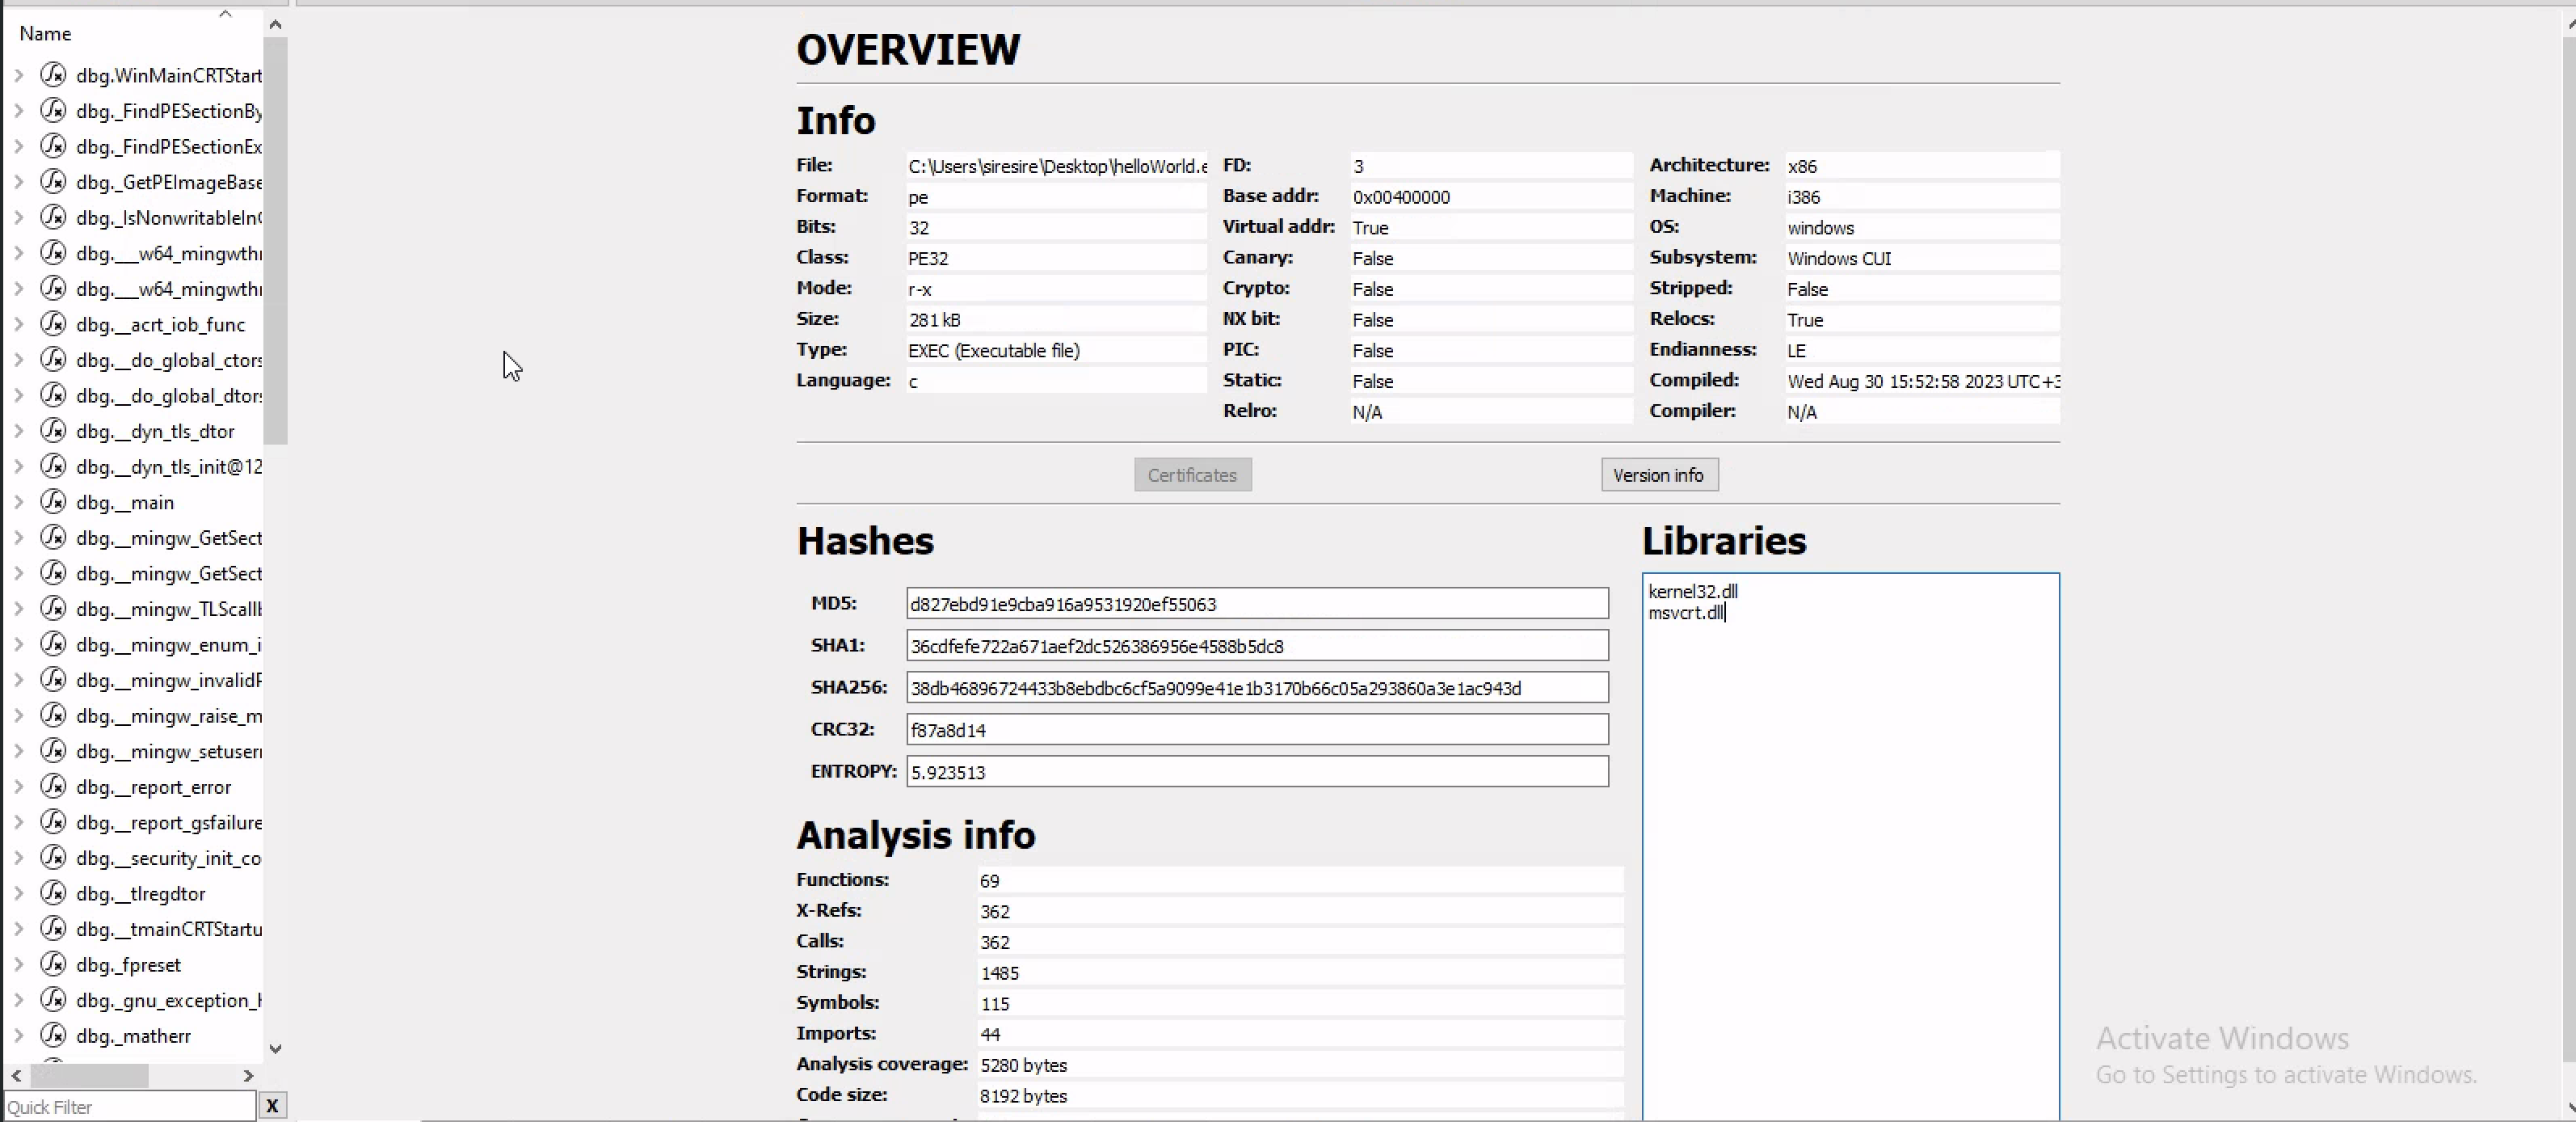 Name
dbg.WinMainCRTStart
dbg._FindPESectionBy
dbg._FindPESectionEx
dbg._GetPEImageBase
dbg._IsNonwritableInC
dbg.___w64_mingwthr
dbg.___w64_mingwthr
dbg.__acrt_iob_func
dbg.__do_global_ctors
dbg.__do_global_dtors
dbg.__dyn_tls_dtor
dbg.__dyn_tls_init@12
dbg.__main
dbg.__mingw_GetSect
dbg.__mingw_GetSect
dbg.__mingw_TLScallb
dbg.__mingw_enum_i
dbg.__mingw_invalidP
dbg.__mingw_raise_m
dbg.__mingw_setuserr
dbg.__report_error
dbg.__report_gsfailure
dbg.__security_init_co
dbg.__tlregdtor
dbg.__tmainCRTStartu
dbg._fpreset
dbg._gnu_exception_h
dbg._matherr
Quick Filter
X
OVERVIEW
Info
File: C:\Users\siresire\Desktop\helloWorld.e
Format: pe
Bits: 32
Class: PE32
Mode: r-x
Size: 281 kB
Type: EXEC (Executable file)
Language: c
FD: 3
Base addr: 0x00400000
Virtual addr: True
Canary: False
Crypto: False
NX bit: False
PIC: False
Static: False
Relro: N/A
Architecture: x86
Machine: i386
OS: windows
Subsystem: Windows CUI
Stripped: False
Relocs: True
Endianness: LE
Compiled: Wed Aug 30 15:52:58 2023 UTC+3
Compiler: N/A
Certificates
Version info
Hashes
MD5: d827ebd91e9cba916a9531920ef55063
SHA1: 36cdfefe722a671aef2dc526386956e4588b5dc8
SHA256: 38db46896724433b8ebdbc6cf5a9099e41e1b3170b66c05a293860a3e1ac943d
CRC32: f87a8d14
ENTROPY: 5.923513
Libraries
kernel32.dll
msvcrt.dll
Analysis info
Functions: 69
X-Refs: 362
Calls: 362
Strings: 1485
Symbols: 115
Imports: 44
Analysis coverage: 5280 bytes
Code size: 8192 bytes
Activate Windows
Go to Settings to activate Windows.